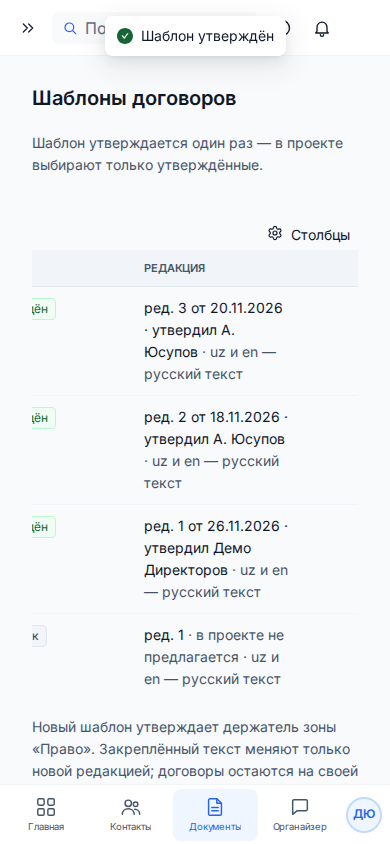 Шаблон утверждён
Шаблоны договоров
Шаблон утверждается один раз — в проекте
выбирают только утверждённые.
Столбцы
РЕДАКЦИЯ
ред. 3 от 20.11.2026
· утвердил А.
Юсупов · uz и en —
русский текст
ред. 2 от 18.11.2026 ·
утвердил А. Юсупов
· uz и en — русский
текст
ред. 1 от 26.11.2026 ·
утвердил Демо
Директоров · uz и en
— русский текст
ред. 1 · в проекте не
предлагается · uz и
en — русский текст
Новый шаблон утверждает держатель зоны
«Право». Закреплённый текст меняют только
новой редакцией; договоры остаются на своей
Главная
Контакты
Документы
Органайзер
ДЮ